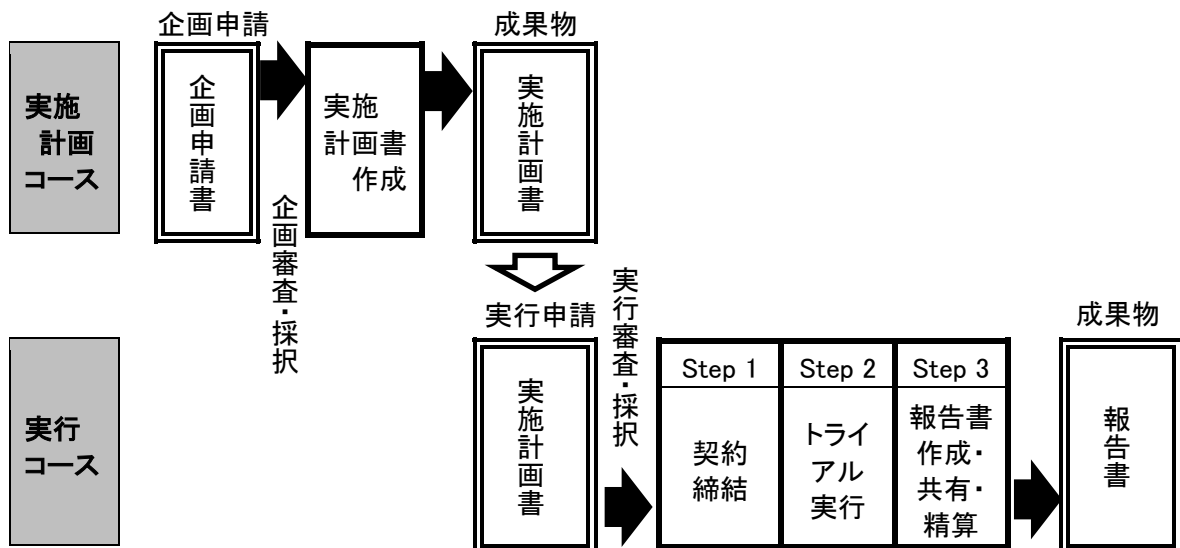 企画申請
成果物
実施
計画
コース
企画申請書
企画審査・採択
実施
計画書
作成
実施計画書
実行申請
実行審査・採択
成果物
実行
コース
実施計画書
Step 1
Step 2
Step 3
契約
締結
トライ
アル
実行
報告書
作成・
共有・
精算
報告書